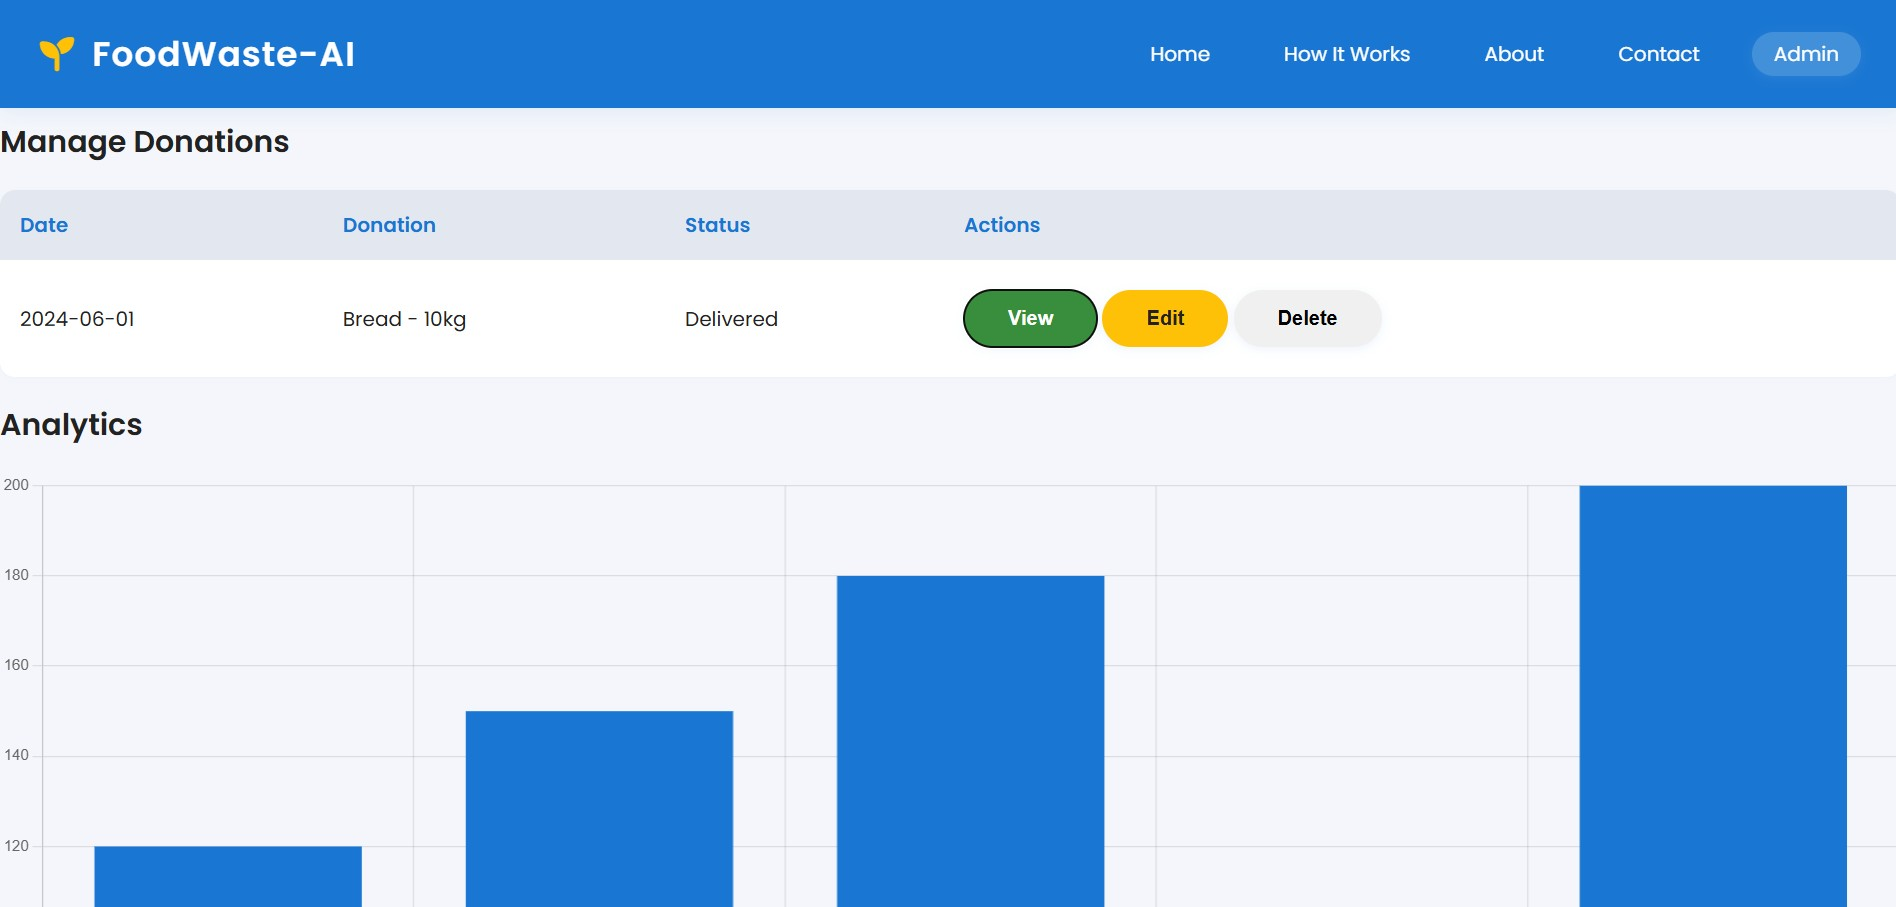 FoodWaste-AI
Home How It Works About Contact Admin
Manage Donations
Date Donation Status Actions
2024-06-01 Bread - 10kg Delivered View Edit Delete
Analytics
200
180
160
140
120